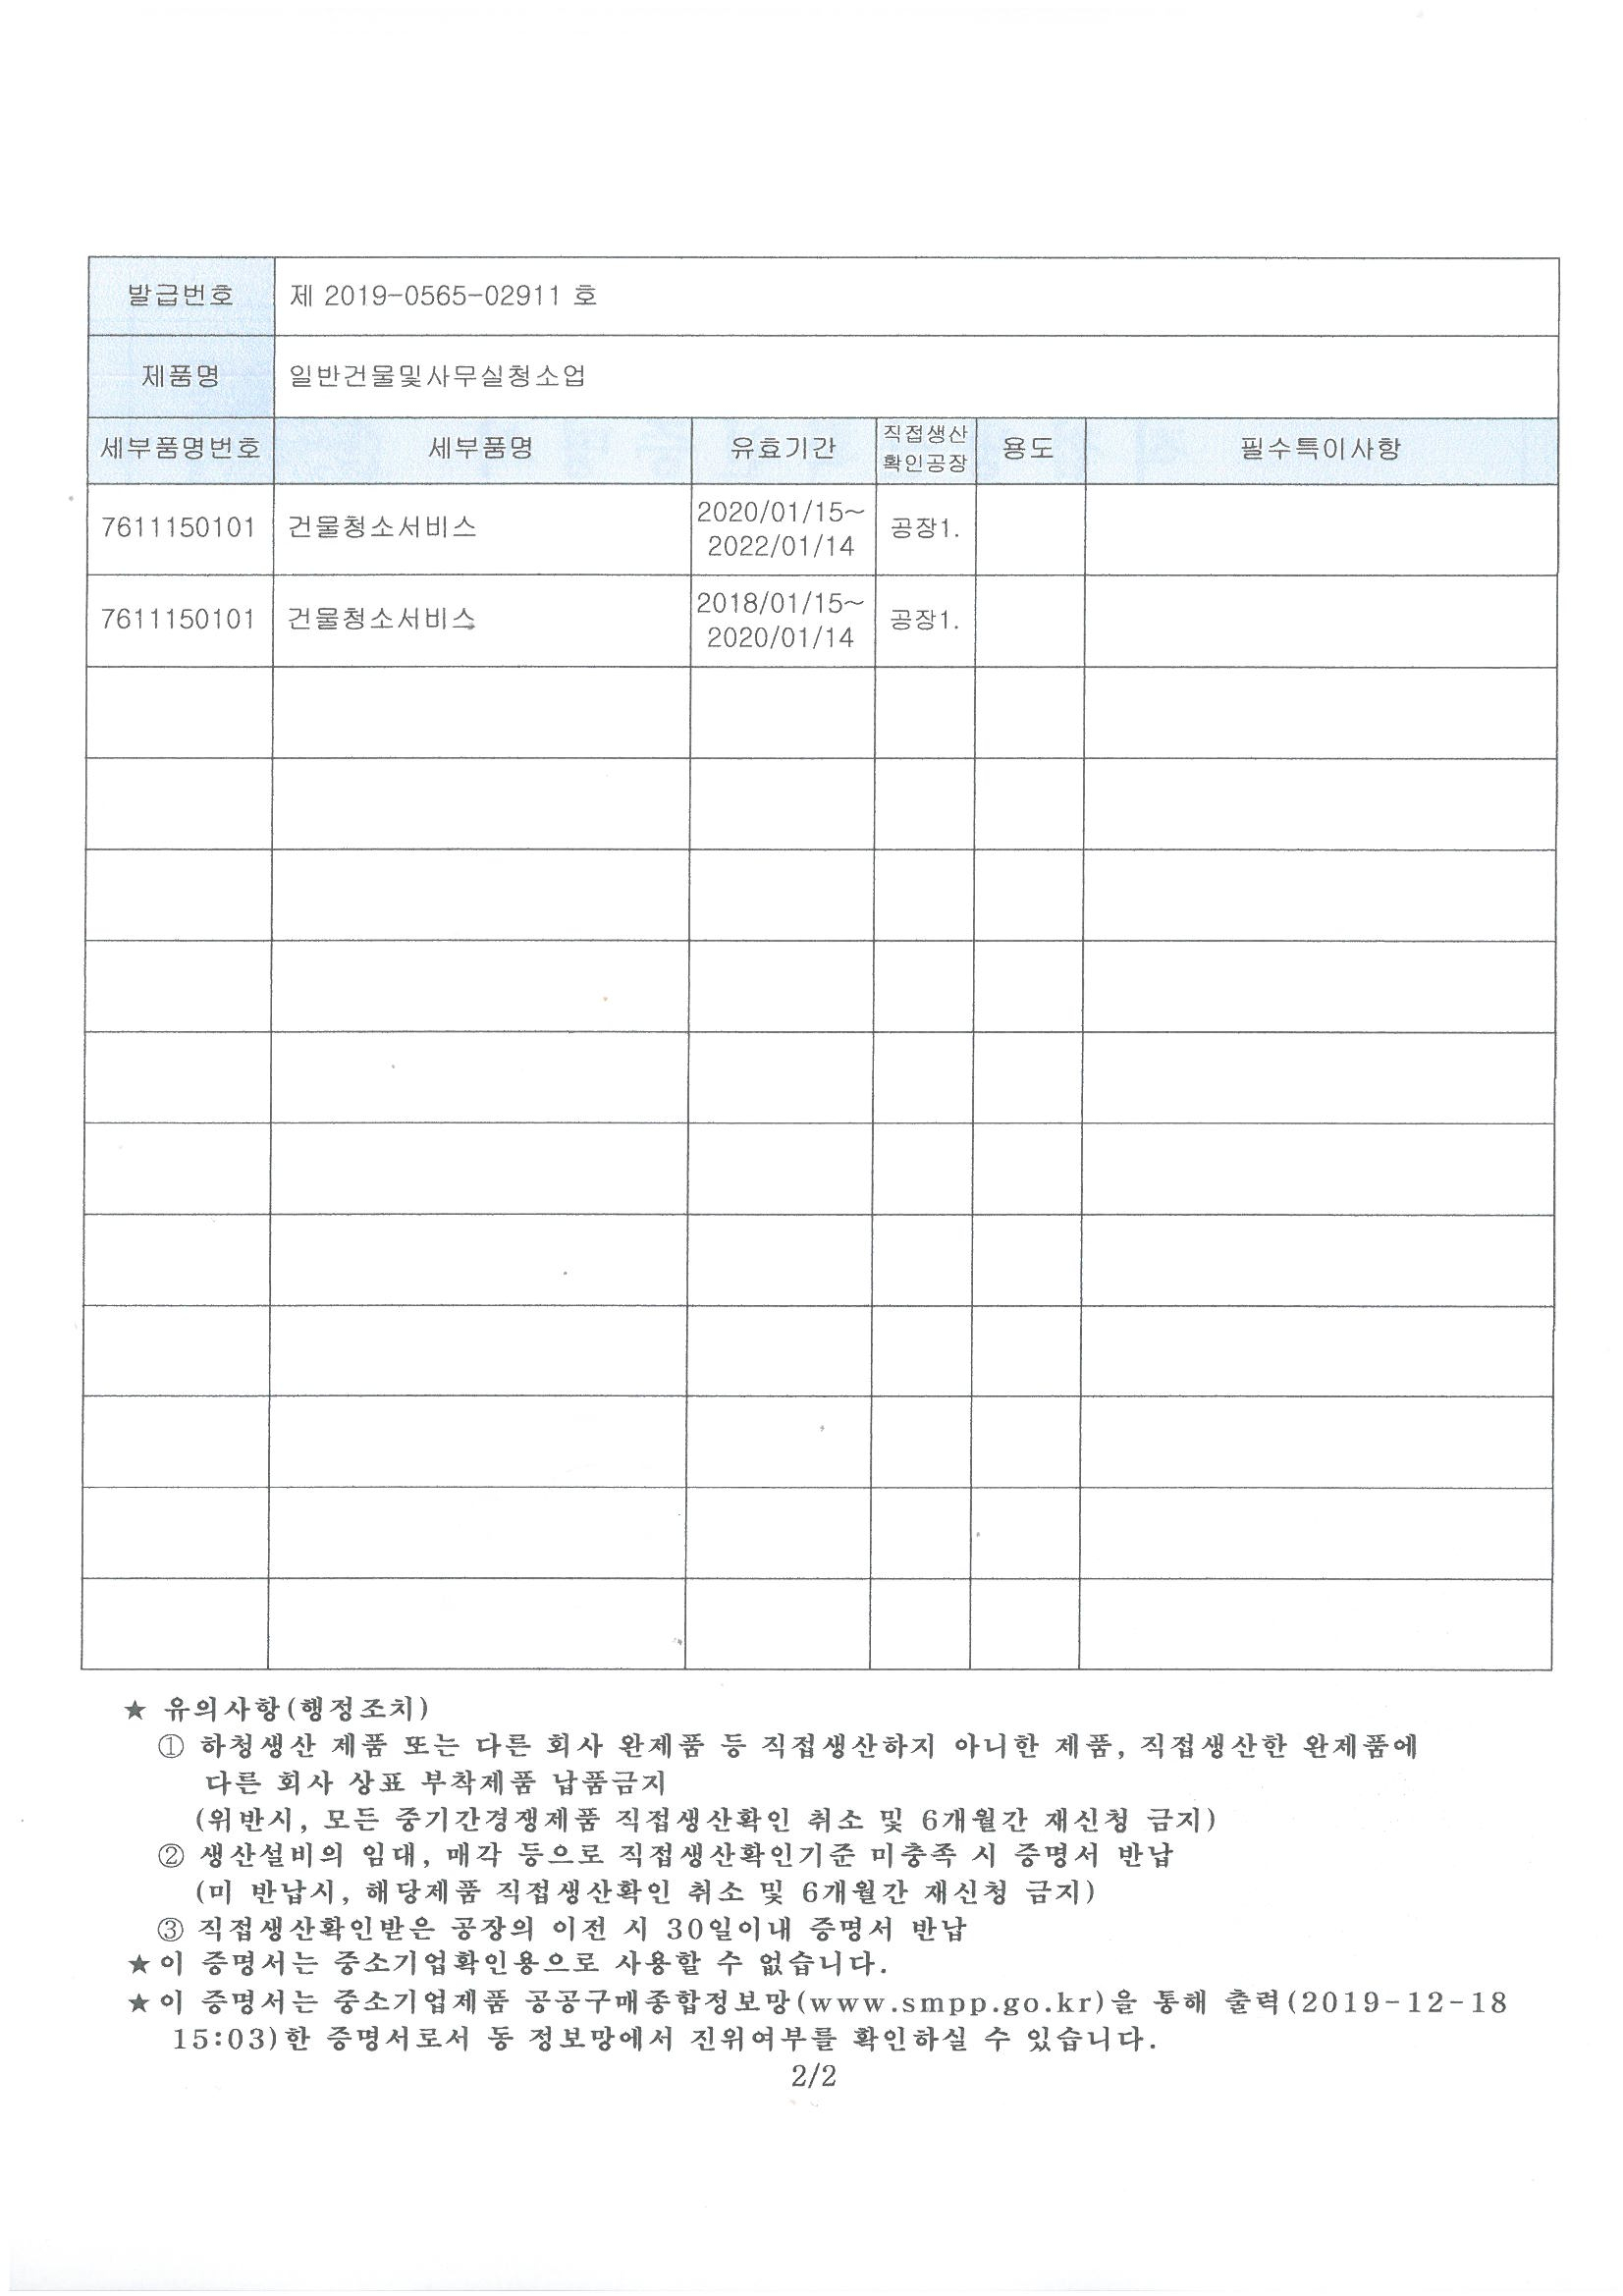 발급번호 제 2019-0565-02911 호
제품명 일반건물및사무실청소업
세부품명번호 세부품명 유효기간 직접생산 확인공장 용도 필수특이사항
7611150101 건물청소서비스 2020/01/15~ 2022/01/14 공장1.
7611150101 건물청소서비스 2018/01/15~ 2020/01/14 공장1.
★ 유의사항(행정조치)
① 하청생산 제품 또는 다른 회사 완제품 등 직접생산하지 아니한 제품, 직접생산한 완제품에
다른 회사 상표 부착제품 납품금지
(위반시, 모든 중기간경쟁제품 직접생산확인 취소 및 6개월간 재신청 금지)
② 생산설비의 임대, 매각 등으로 직접생산확인기준 미충족 시 증명서 반납
(미 반납시, 해당제품 직접생산확인 취소 및 6개월간 재신청 금지)
③ 직접생산확인받은 공장의 이전 시 30일이내 증명서 반납
★이 증명서는 중소기업확인용으로 사용할 수 없습니다.
★이 증명서는 중소기업제품 공공구매종합정보망(www.smpp.go.kr)을 통해 출력(2019-12-18
15:03)한 증명서로서 동 정보망에서 진위여부를 확인하실 수 있습니다.
2/2